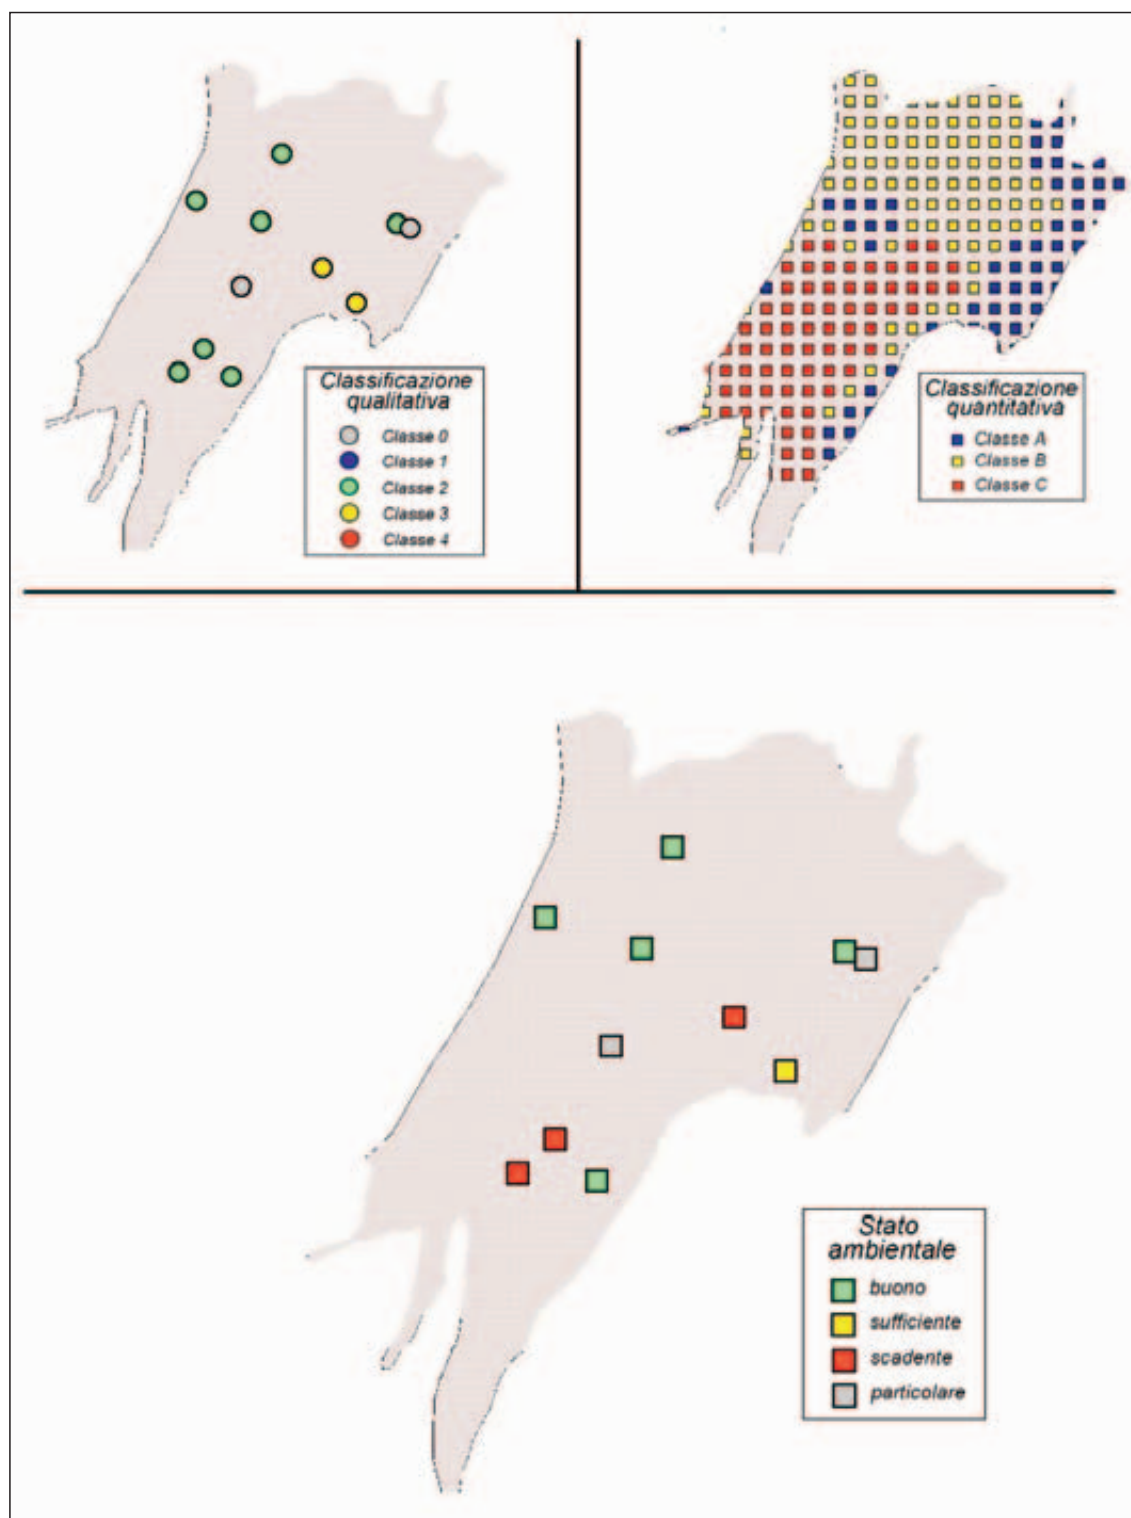 Classificazione
qualitativa
Classe 0
Classe 1
Classe 2
Classe 3
Classe 4
Classificazione
quantitativa
Classe A
Classe B
Classe C
Stato
ambientale
buono
sufficiente
scadente
particolare